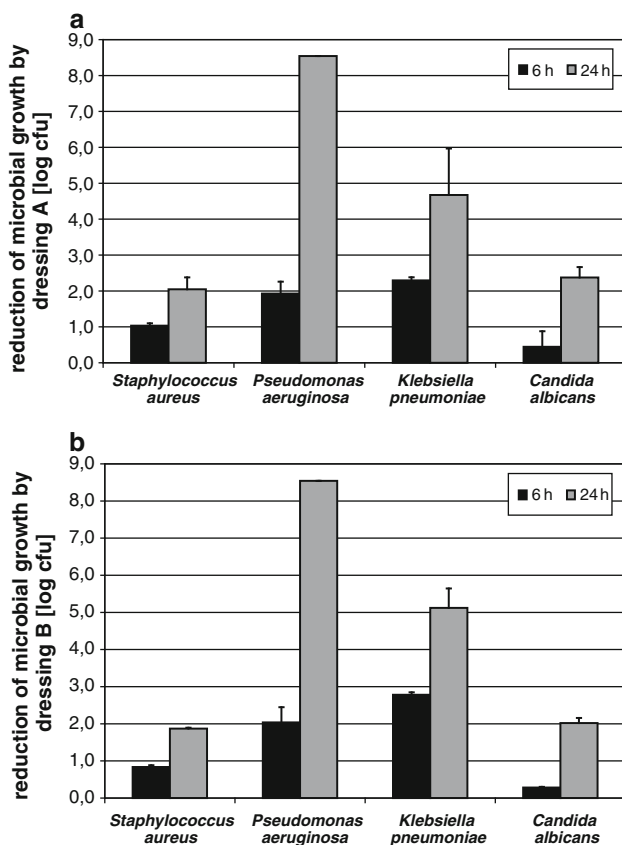 a
reduction of microbial growth by
dressing A [log cfu]
9,0
8,0
7,0
6,0
5,0
4,0
3,0
2,0
1,0
0,0
6 h 24 h
Staphylococcus Pseudomonas Klebsiella Candida
aureus aeruginosa pneumoniae albicans
b
reduction of microbial growth by
dressing B [log cfu]
9,0
8,0
7,0
6,0
5,0
4,0
3,0
2,0
1,0
0,0
6 h 24 h
Staphylococcus Pseudomonas Klebsiella Candida
aureus aeruginosa pneumoniae albicans